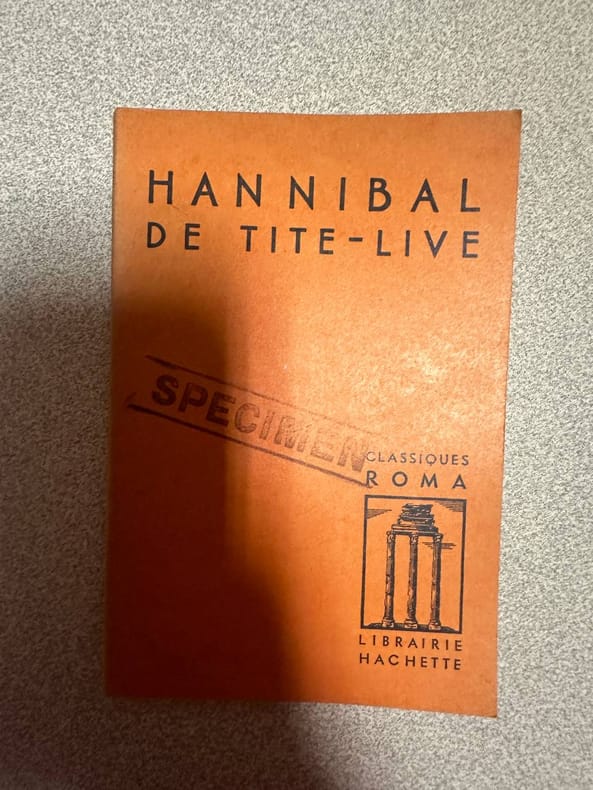 HANNIBAL
DE TITE-LIVE
SPECIMEN
CLASSIQUES
ROMA
LIBRAIRIE
HACHETTE